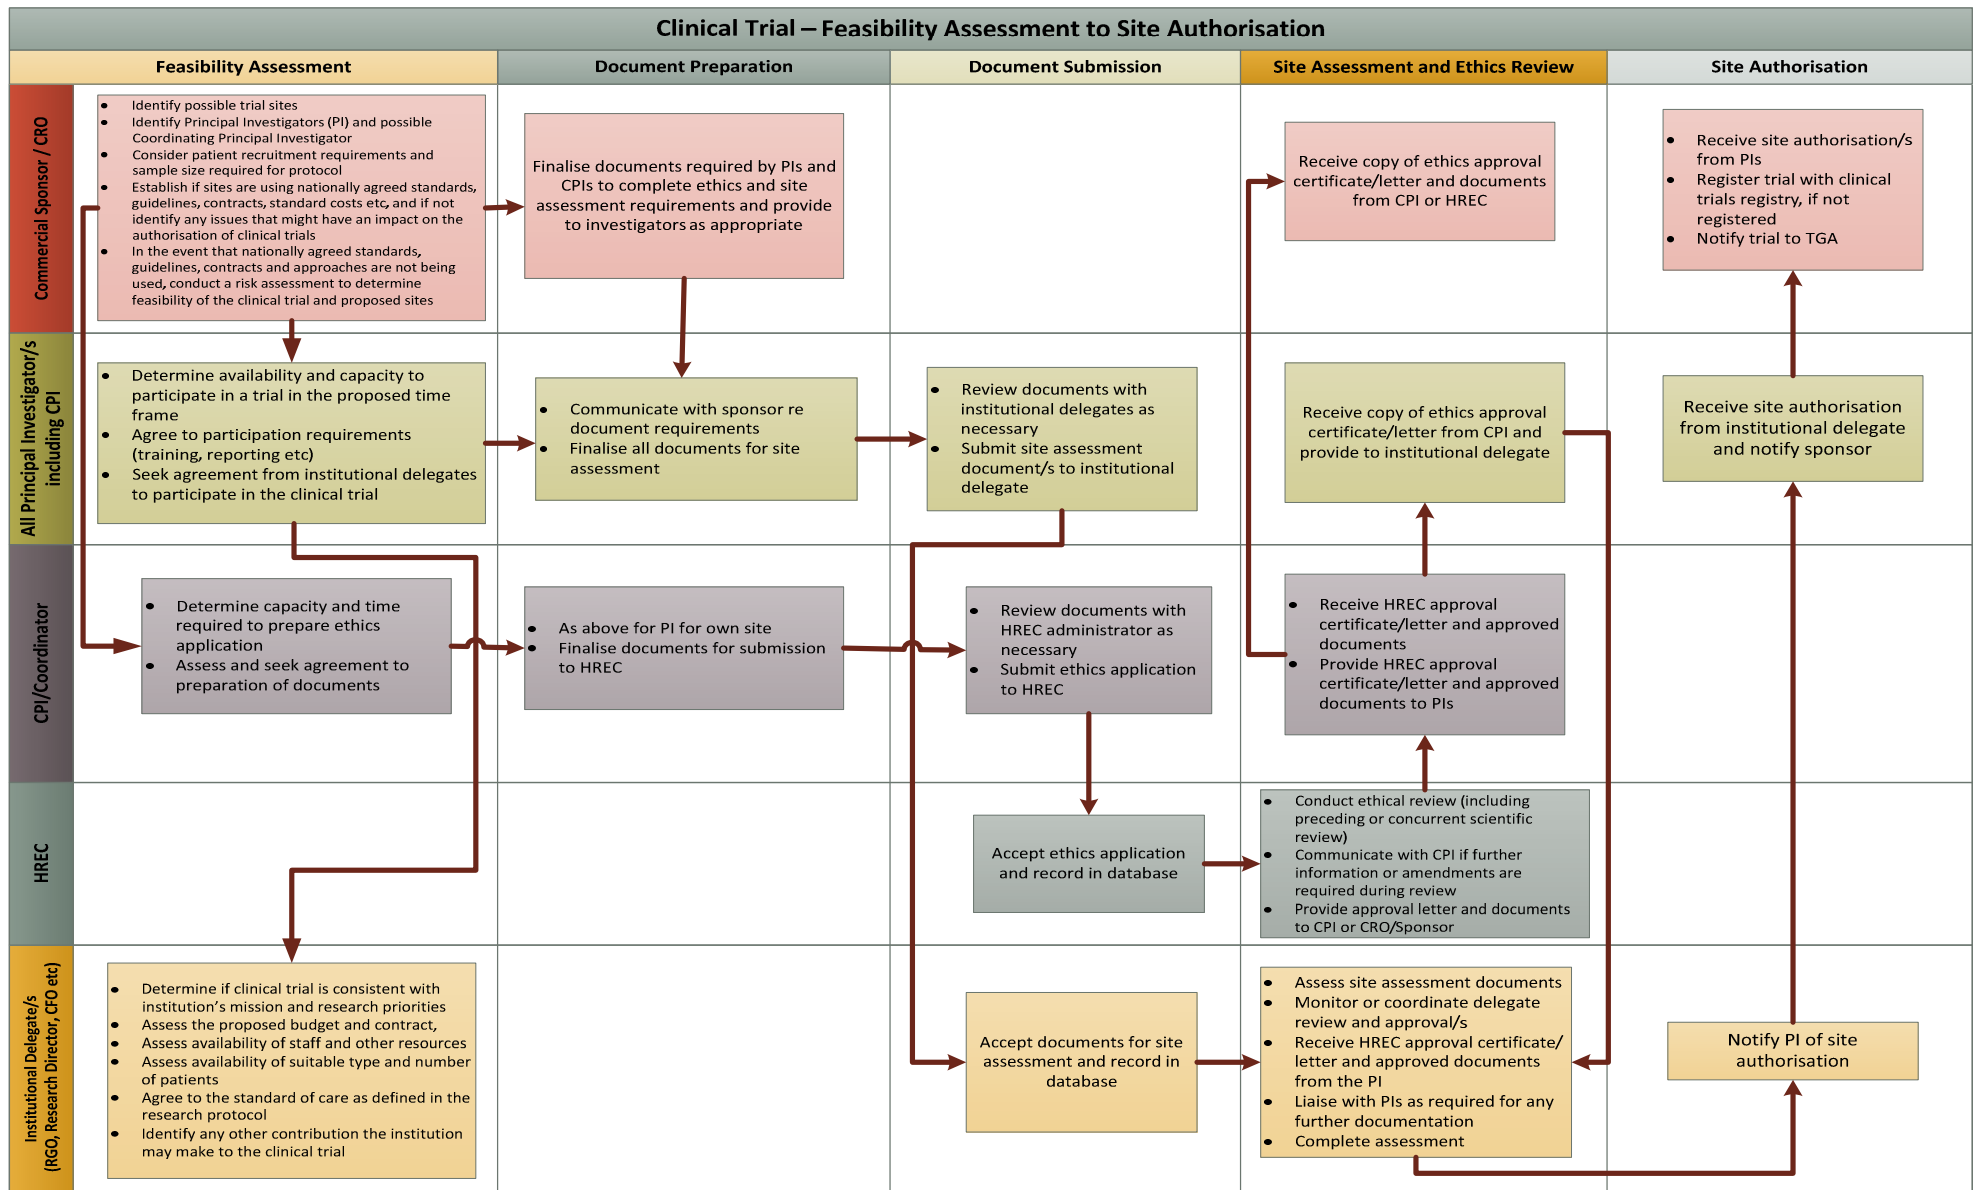 Clinical Trial – Feasibility Assessment to Site Authorisation
Feasibility Assessment
Document Preparation
Document Submission
Site Assessment and Ethics Review
Site Authorisation
Commercial Sponsor / CRO
• Identify possible trial sites
• Identify Principal Investigators (PI) and possible
Coordinating Principal Investigator
• Consider patient recruitment requirements and
sample size required for protocol
• Establish if sites are using nationally agreed standards,
guidelines, contracts, standard costs etc, and if not
identify any issues that might have an impact on the
authorisation of clinical trials
• In the event that nationally agreed standards,
guidelines, contracts and approaches are not being
used, conduct a risk assessment to determine
feasibility of the clinical trial and proposed sites
Finalise documents required by PIs and
CPIs to complete ethics and site
assessment requirements and provide
to investigators as appropriate
Receive copy of ethics approval
certificate/letter and documents
from CPI or HREC
• Receive site authorisation/s
from PIs
• Register trial with clinical
trials registry, if not
registered
• Notify trial to TGA
All Principal Investigator/s
including CPI
• Determine availability and capacity to
participate in a trial in the proposed time
frame
• Agree to participation requirements
(training, reporting etc)
• Seek agreement from institutional delegates
to participate in the clinical trial
• Communicate with sponsor re
document requirements
• Finalise all documents for site
assessment
• Review documents with
institutional delegates as
necessary
• Submit site assessment
document/s to institutional
delegate
Receive copy of ethics approval
certificate/letter from CPI and
provide to institutional delegate
Receive site authorisation
from institutional delegate
and notify sponsor
CPI/Coordinator
• Determine capacity and time
required to prepare ethics
application
• Assess and seek agreement to
preparation of documents
• As above for PI for own site
• Finalise documents for submission
to HREC
• Review documents with
HREC administrator as
necessary
• Submit ethics application
to HREC
• Receive HREC approval
certificate/letter and approved
documents
• Provide HREC approval
certificate/letter and approved
documents to PIs
HREC
Accept ethics application
and record in database
• Conduct ethical review (including
preceding or concurrent scientific
review)
• Communicate with CPI if further
information or amendments are
required during review
• Provide approval letter and documents
to CPI or CRO/Sponsor
Institutional Delegate/s
(RGO, Research Director, CFO etc)
• Determine if clinical trial is consistent with
institution’s mission and research priorities
• Assess the proposed budget and contract,
• Assess availability of staff and other resources
• Assess availability of suitable type and number
of patients
• Agree to the standard of care as defined in the
research protocol
• Identify any other contribution the institution
may make to the clinical trial
Accept documents for site
assessment and record in
database
• Assess site assessment documents
• Monitor or coordinate delegate
review and approval/s
• Receive HREC approval certificate/
letter and approved documents
from the PI
• Liaise with PIs as required for any
further documentation
• Complete assessment
Notify PI of site
authorisation